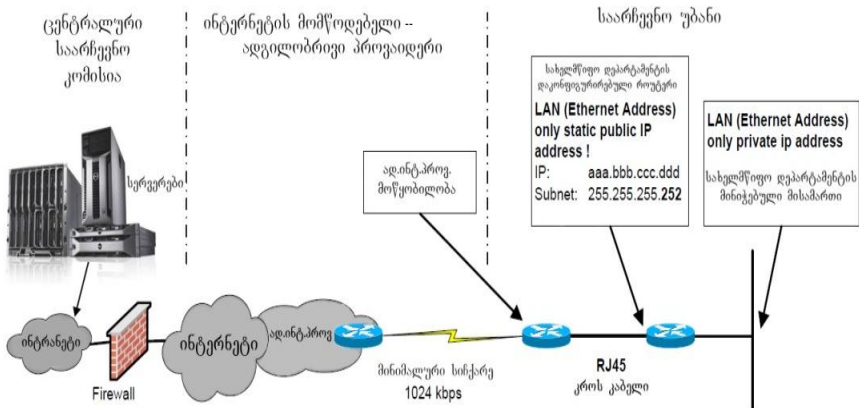 ცენტრალური
საარჩევნო
კომისია
ინტერნეტის მომწოდებელი --
ადგილობრივი პროვაიდერი
საარჩევნო უბანი
სახელმწიფო დეპარტამენტის
დაკონფიგურირებული როუტერი
LAN (Ethernet Address)
only static public IP
address !
IP: aaa.bbb.ccc.ddd
Subnet: 255.255.255.252
LAN (Ethernet Address)
only private ip address
სახელმწიფო დეპარტამენტის
მინიჭებული მისამართი
სერვერები
ად.ინტ.პროვ.
მოწყობილობა
ინტრანეტი
Firewall
ინტერნეტი
ად.ინტ.პროვ
მინიმალური სიჩქარე
1024 kbps
RJ45
კროს კაბელი